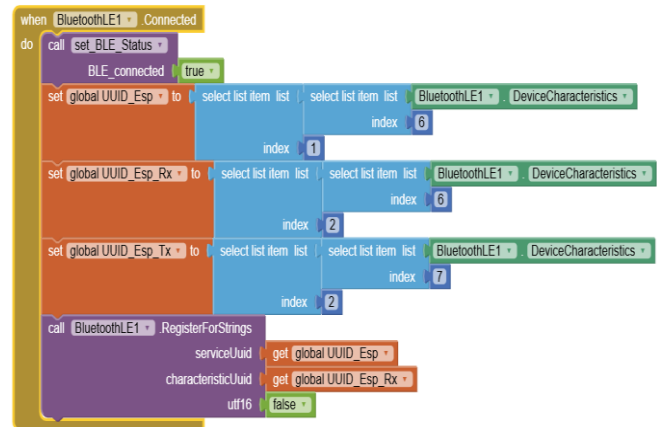 when BluetoothLE1 .Connected
do call set_BLE_Status
BLE_connected true
set global UUID_Esp to select list item list select list item list BluetoothLE1 . DeviceCharacteristics
index 6
index 1
set global UUID_Esp_Rx to select list item list select list item list BluetoothLE1 . DeviceCharacteristics
index 6
index 2
set global UUID_Esp_Tx to select list item list select list item list BluetoothLE1 . DeviceCharacteristics
index 7
index 2
call BluetoothLE1 .RegisterForStrings
serviceUuid get global UUID_Esp
characteristicUuid get global UUID_Esp_Rx
utf16 false